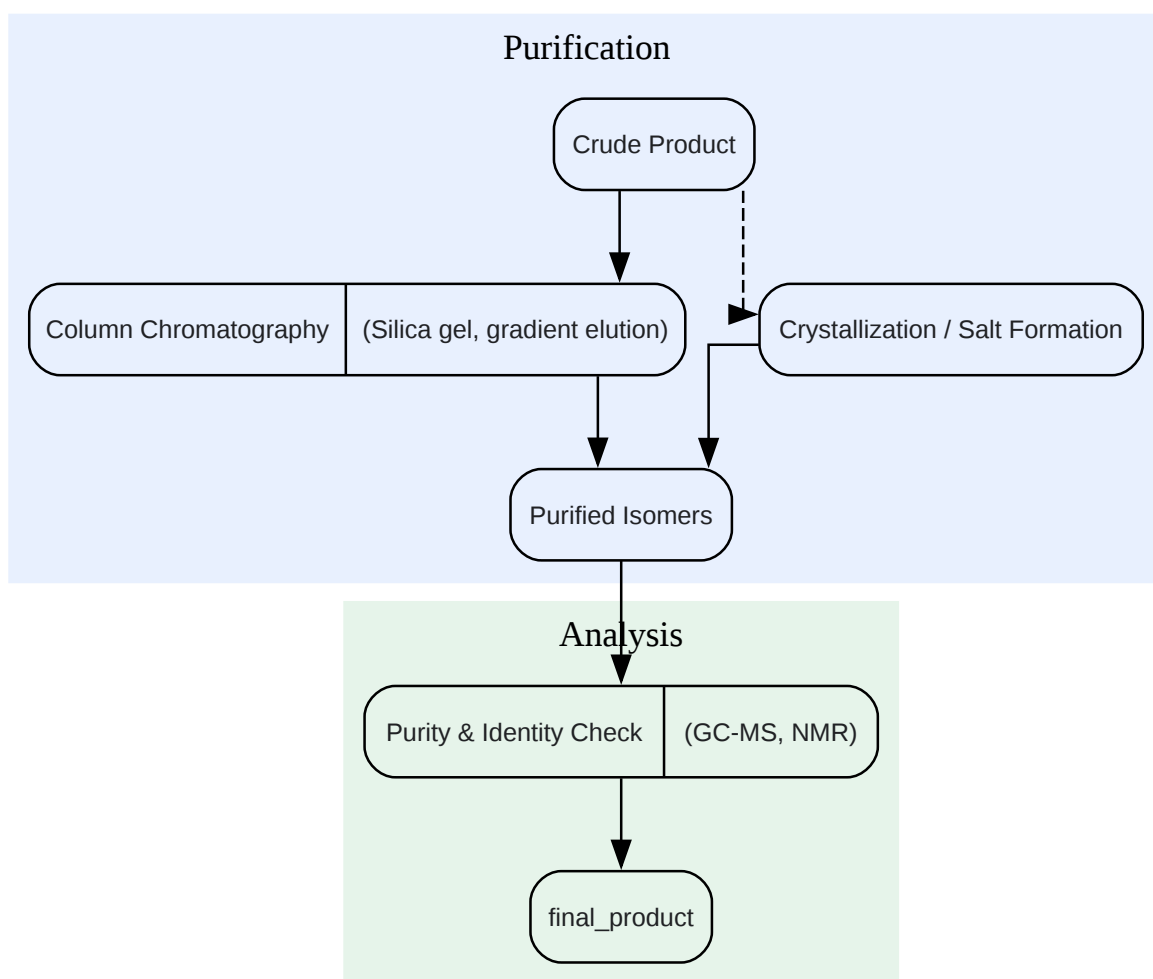 Purification
Crude Product
Column Chromatography
(Silica gel, gradient elution)
Crystallization / Salt Formation
Purified Isomers
Analysis
Purity & Identity Check
(GC-MS, NMR)
final_product